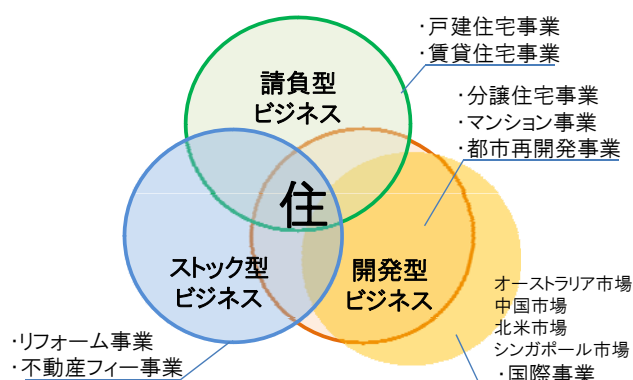 ・戸建住宅事業
・賃貸住宅事業
請負型
ビジネス
・分譲住宅事業
・マンション事業
・都市再開発事業
住
ストック型
ビジネス
開発型
ビジネス
オーストラリア市場
中国市場
北米市場
シンガポール市場
・国際事業
・リフォーム事業
・不動産フィー事業